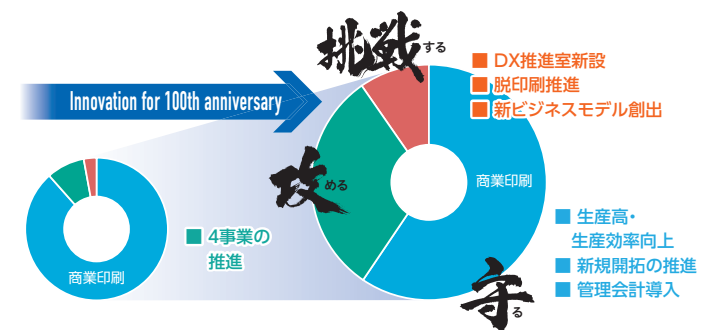 挑戦する
■ DX推進室新設
■ 脱印刷推進
■ 新ビジネスモデル創出
Innovation for 100th anniversary
攻める
商業印刷
■ 4事業の
推進
商業印刷
■ 生産高・
生産効率向上
■ 新規開拓の推進
■ 管理会計導入
守る